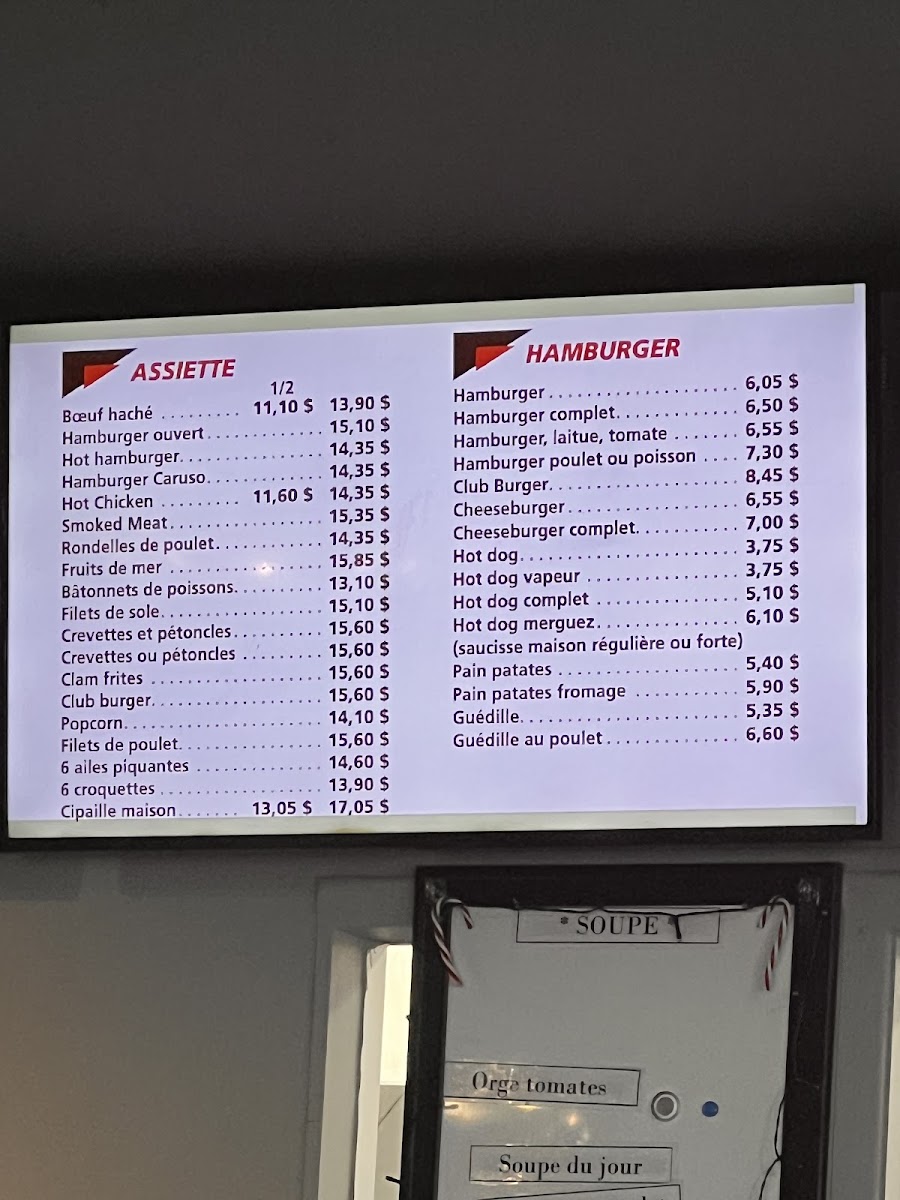 ASSIETTE
1/2
Bœuf haché ......... 11,10 $ 13,90 $
Hamburger ouvert ............. 15,10 $
Hot hamburger................. 14,35 $
Hamburger Caruso.............. 14,35 $
Hot Chicken ......... 11,60 $ 14,35 $
Smoked Meat.................. 15,35 $
Rondelles de poulet............ 14,35 $
Fruits de mer .................. 15,85 $
Bâtonnets de poissons.......... 13,10 $
Filets de sole.................. 15,10 $
Crevettes et pétoncles.......... 15,60 $
Crevettes ou pétoncles ......... 15,60 $
Clam frites .................... 15,60 $
Club burger.................... 15,60 $
Popcorn....................... 14,10 $
Filets de poulet................ 15,60 $
6 ailes piquantes .............. 14,60 $
6 croquettes .................. 13,90 $
Cipaille maison....... 13,05 $ 17,05 $
HAMBURGER
Hamburger.................... 6,05 $
Hamburger complet............. 6,50 $
Hamburger, laitue, tomate ....... 6,55 $
Hamburger poulet ou poisson .... 7,30 $
Club Burger.................... 8,45 $
Cheeseburger.................. 6,55 $
Cheeseburger complet........... 7,00 $
Hot dog....................... 3,75 $
Hot dog vapeur ................ 3,75 $
Hot dog complet ............... 5,10 $
Hot dog merguez............... 6,10 $
(saucisse maison régulière ou forte)
Pain patates ................... 5,40 $
Pain patates fromage ........... 5,90 $
Guédille....................... 5,35 $
Guédille au poulet.............. 6,60 $
* SOUPE *
Orge tomates
Soupe du jour